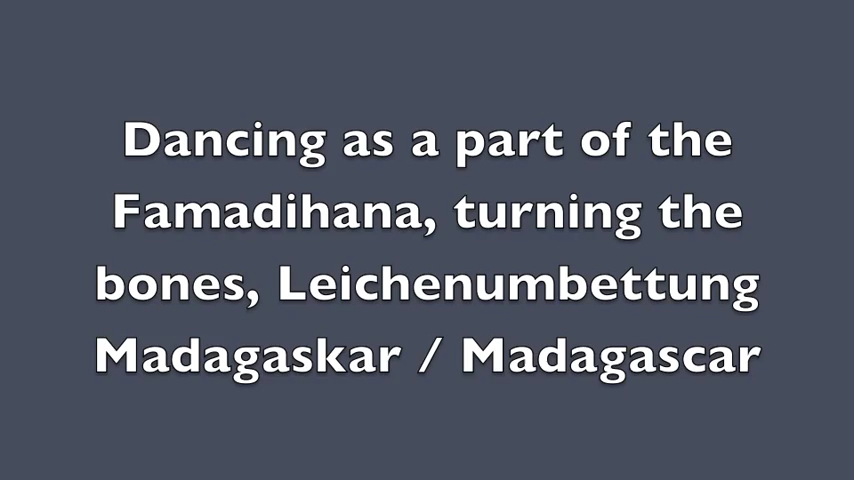 Dancing as a part of the
Famadihana, turning the
bones, Leichenumbettung
Madagaskar / Madagascar